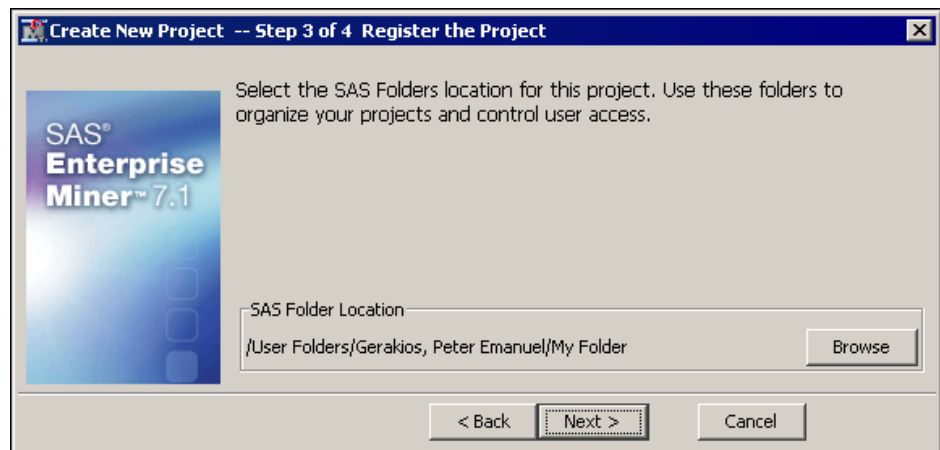 Create New Project -- Step 3 of 4 Register the Project
Select the SAS Folders location for this project. Use these folders to
organize your projects and control user access.
SAS®
Enterprise
Miner™ 7.1
SAS Folder Location
/User Folders/Gerakios, Peter Emanuel/My Folder
Browse
< Back
Next >
Cancel